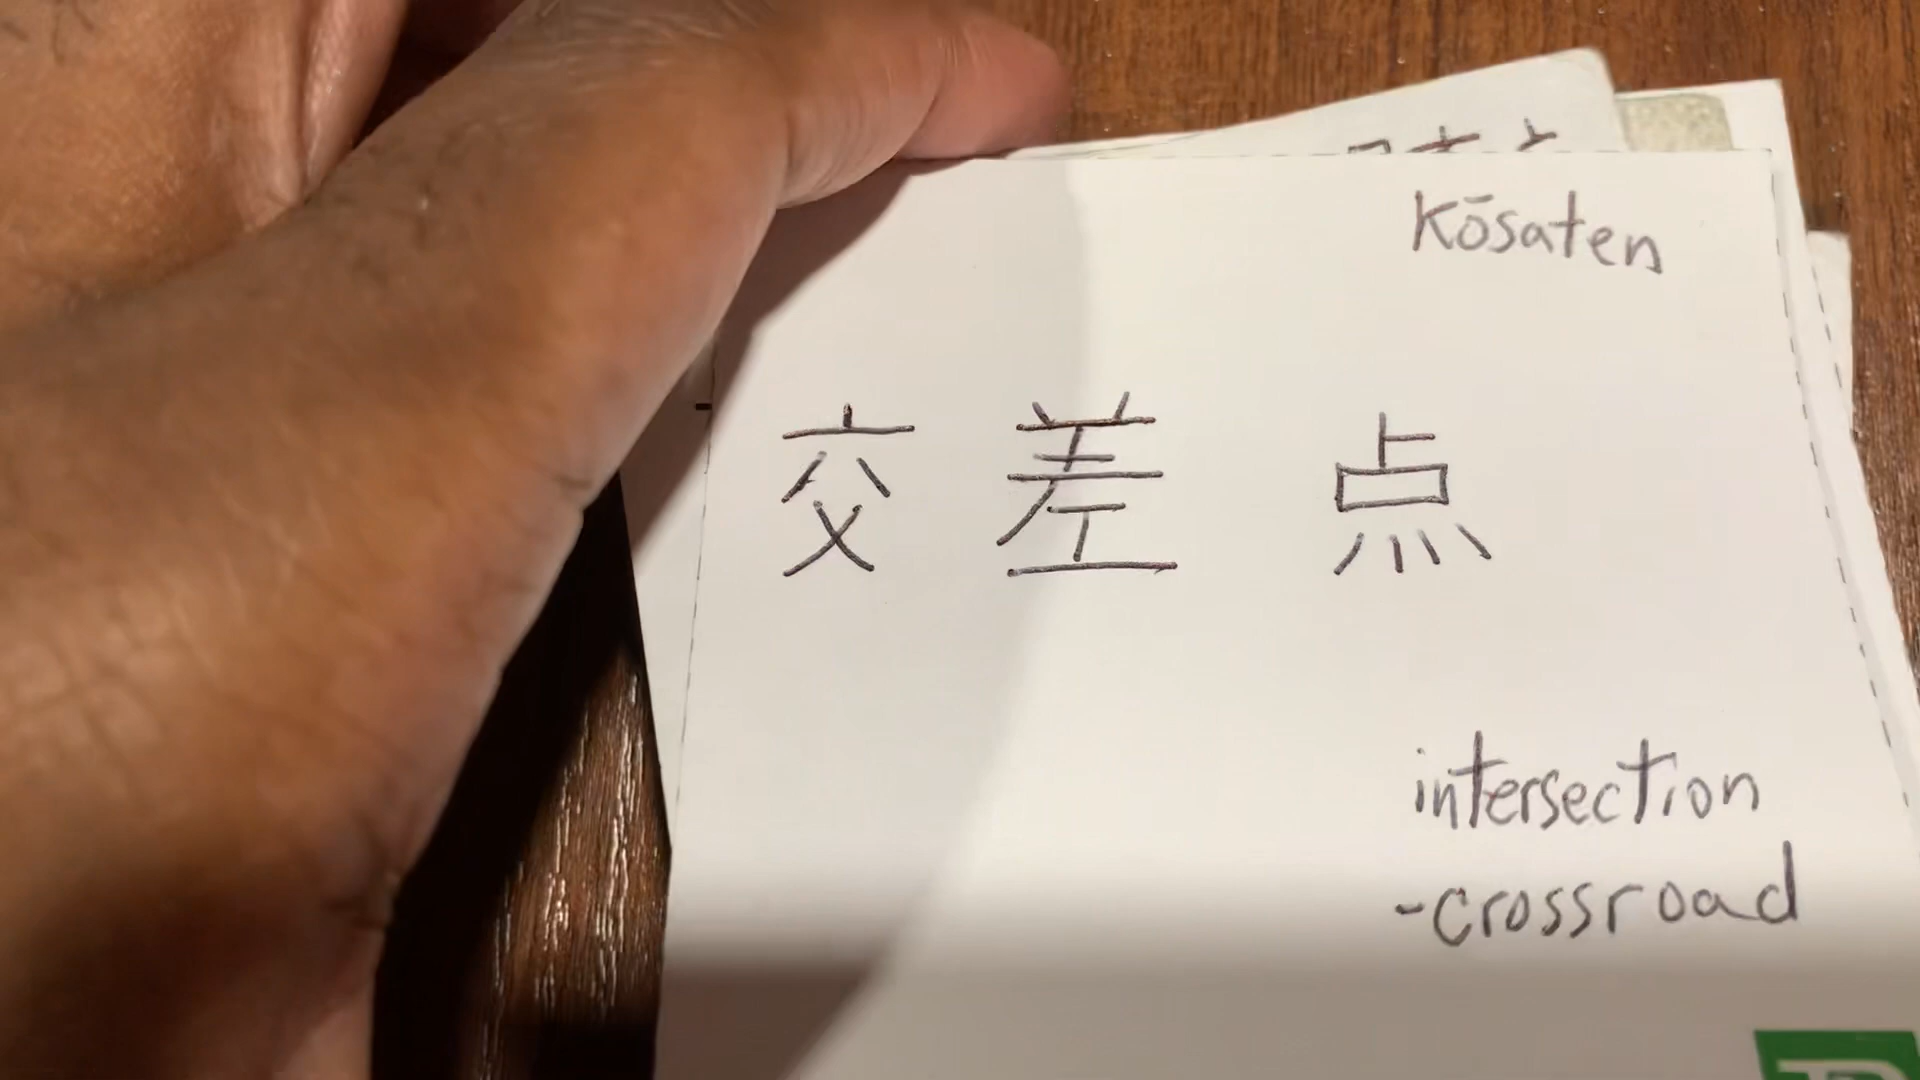 Kōsaten
交差点
intersection
-crossroad